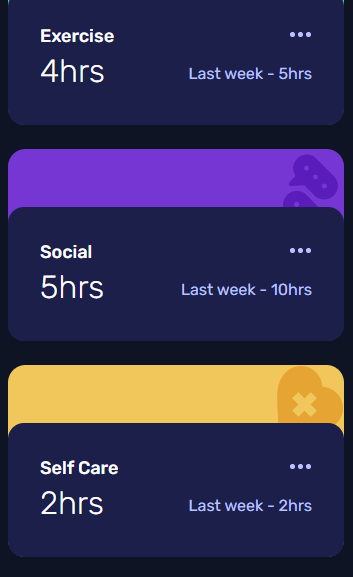 Exercise
4hrs
Last week - 5hrs
Social
5hrs
Last week - 10hrs
Self Care
2hrs
Last week - 2hrs